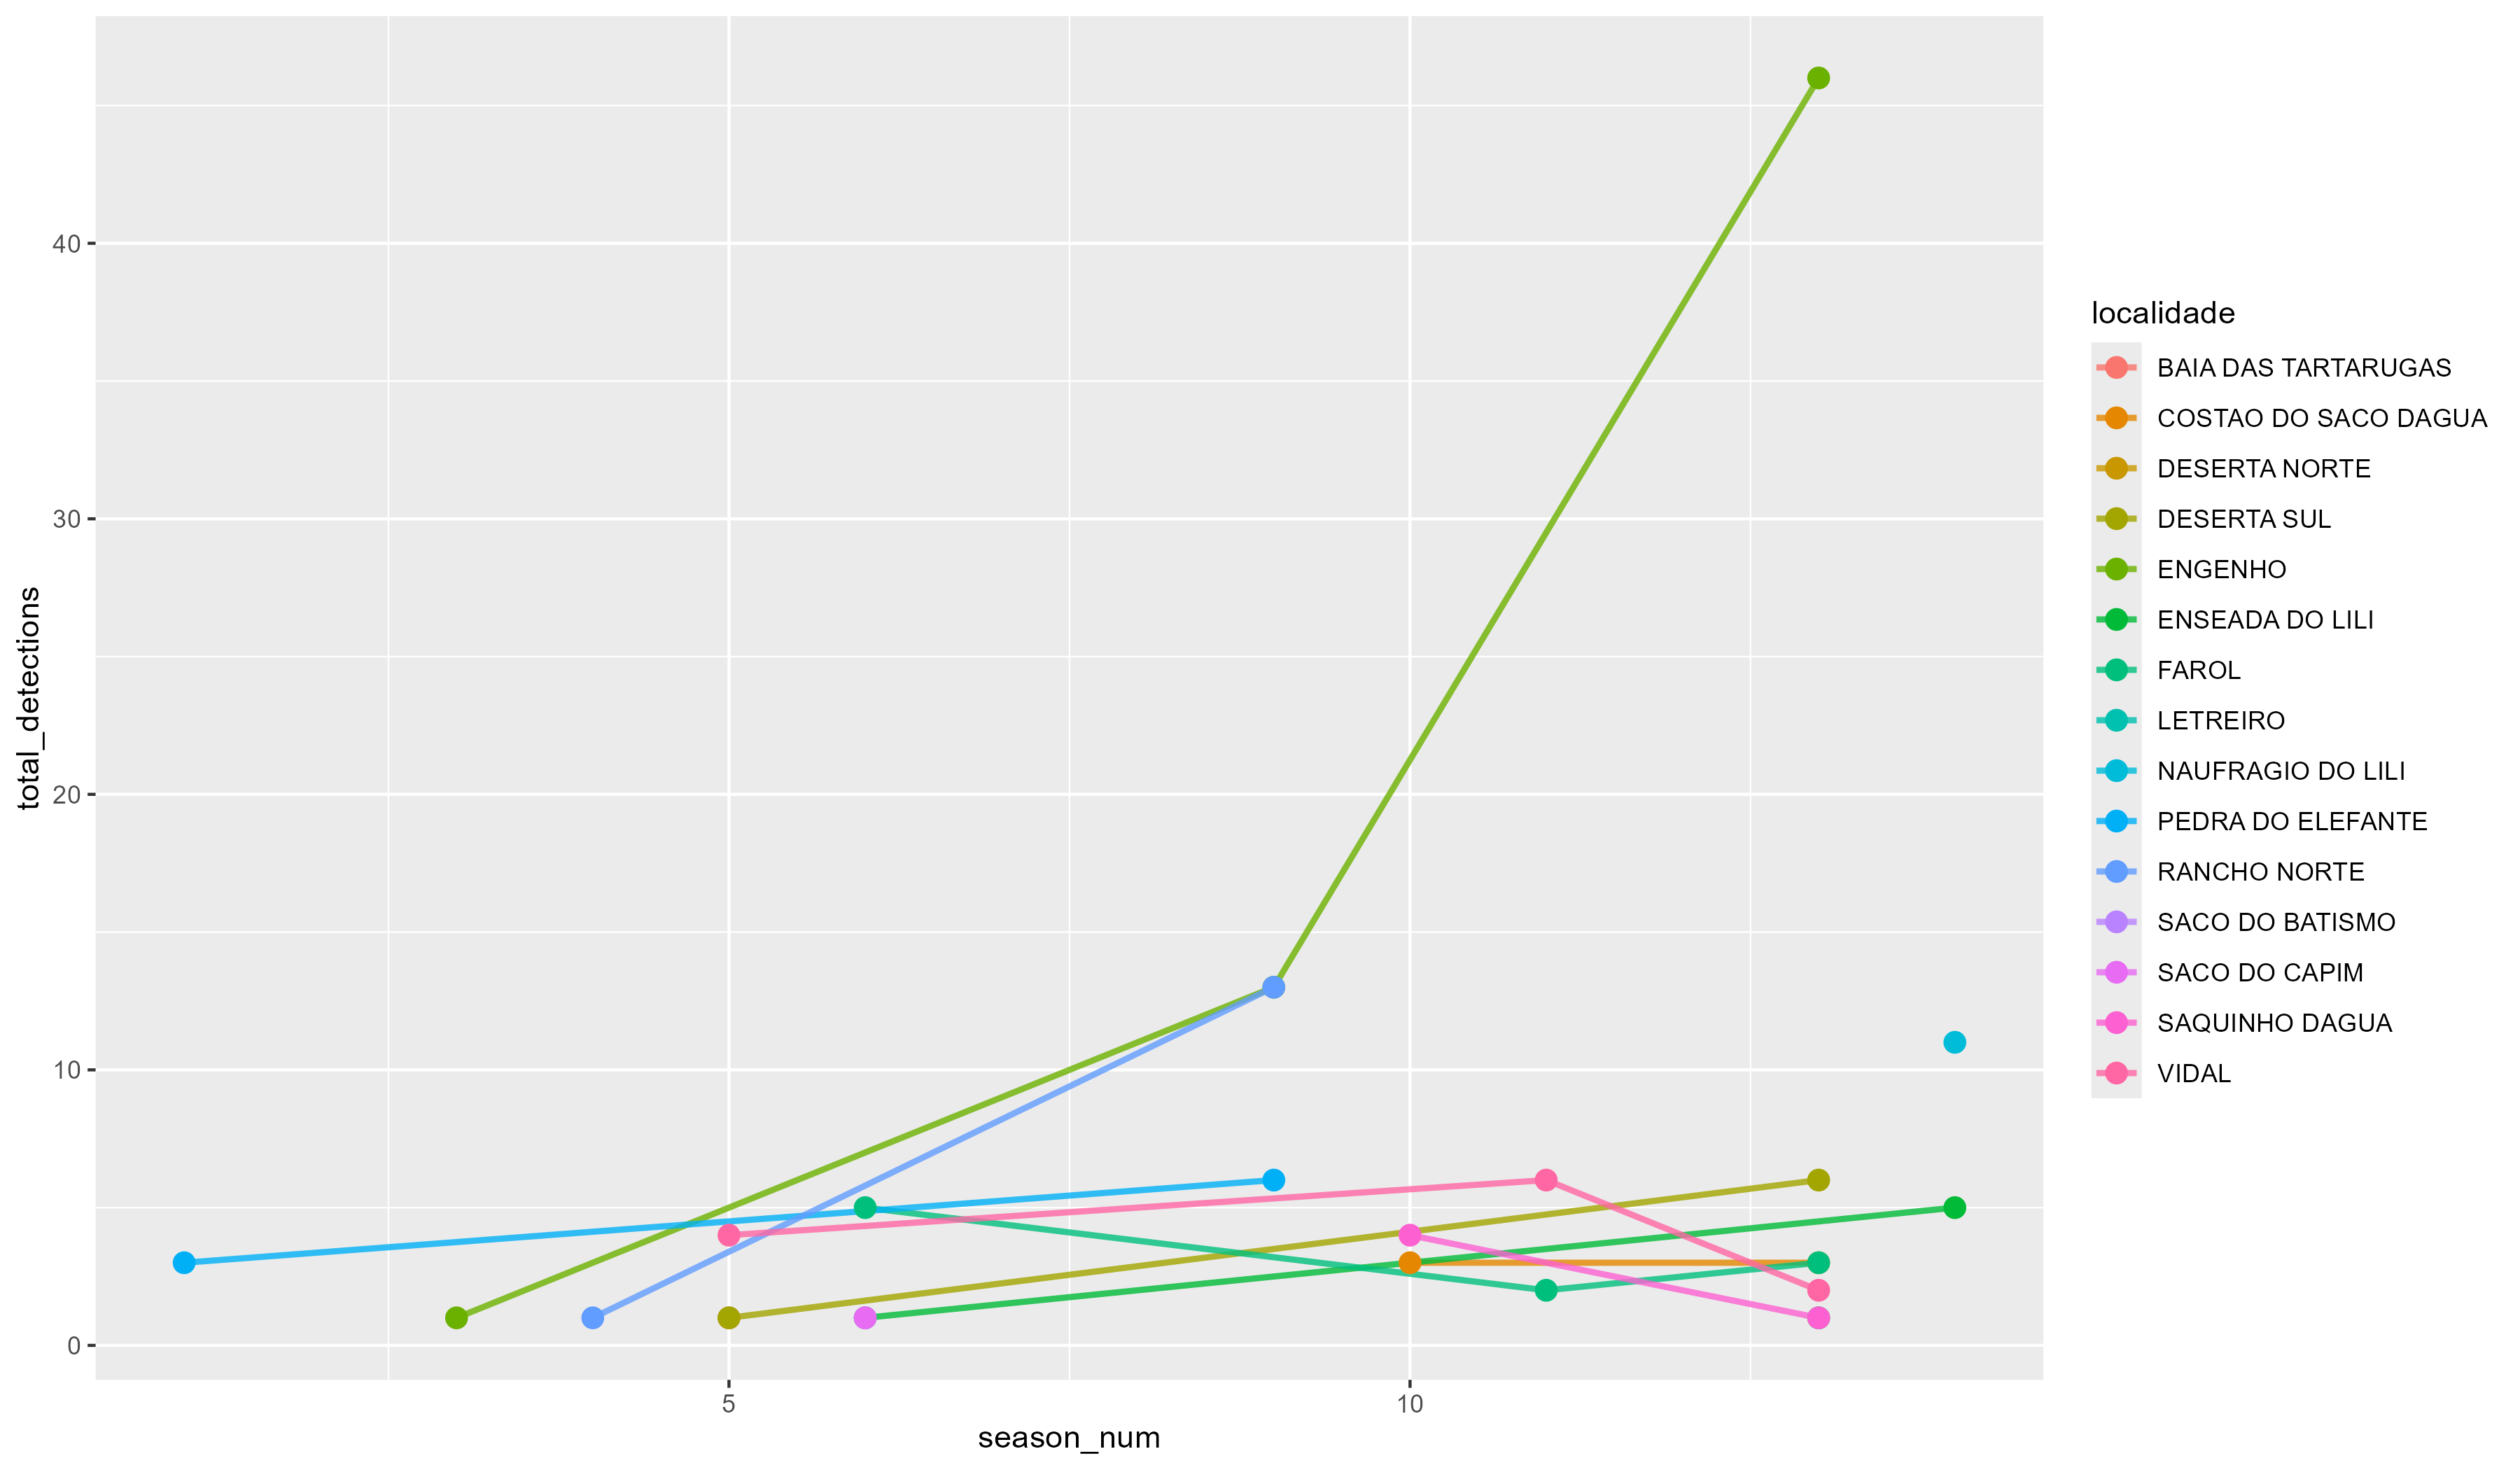 total_detections
40
30
20
10
0
5
10
season_num
localidade
BAIA DAS TARTARUGAS
COSTAO DO SACO DAGUA
DESERTA NORTE
DESERTA SUL
ENGENHO
ENSEADA DO LILI
FAROL
LETREIRO
NAUFRAGIO DO LILI
PEDRA DO ELEFANTE
RANCHO NORTE
SACO DO BATISMO
SACO DO CAPIM
SAQUINHO DAGUA
VIDAL